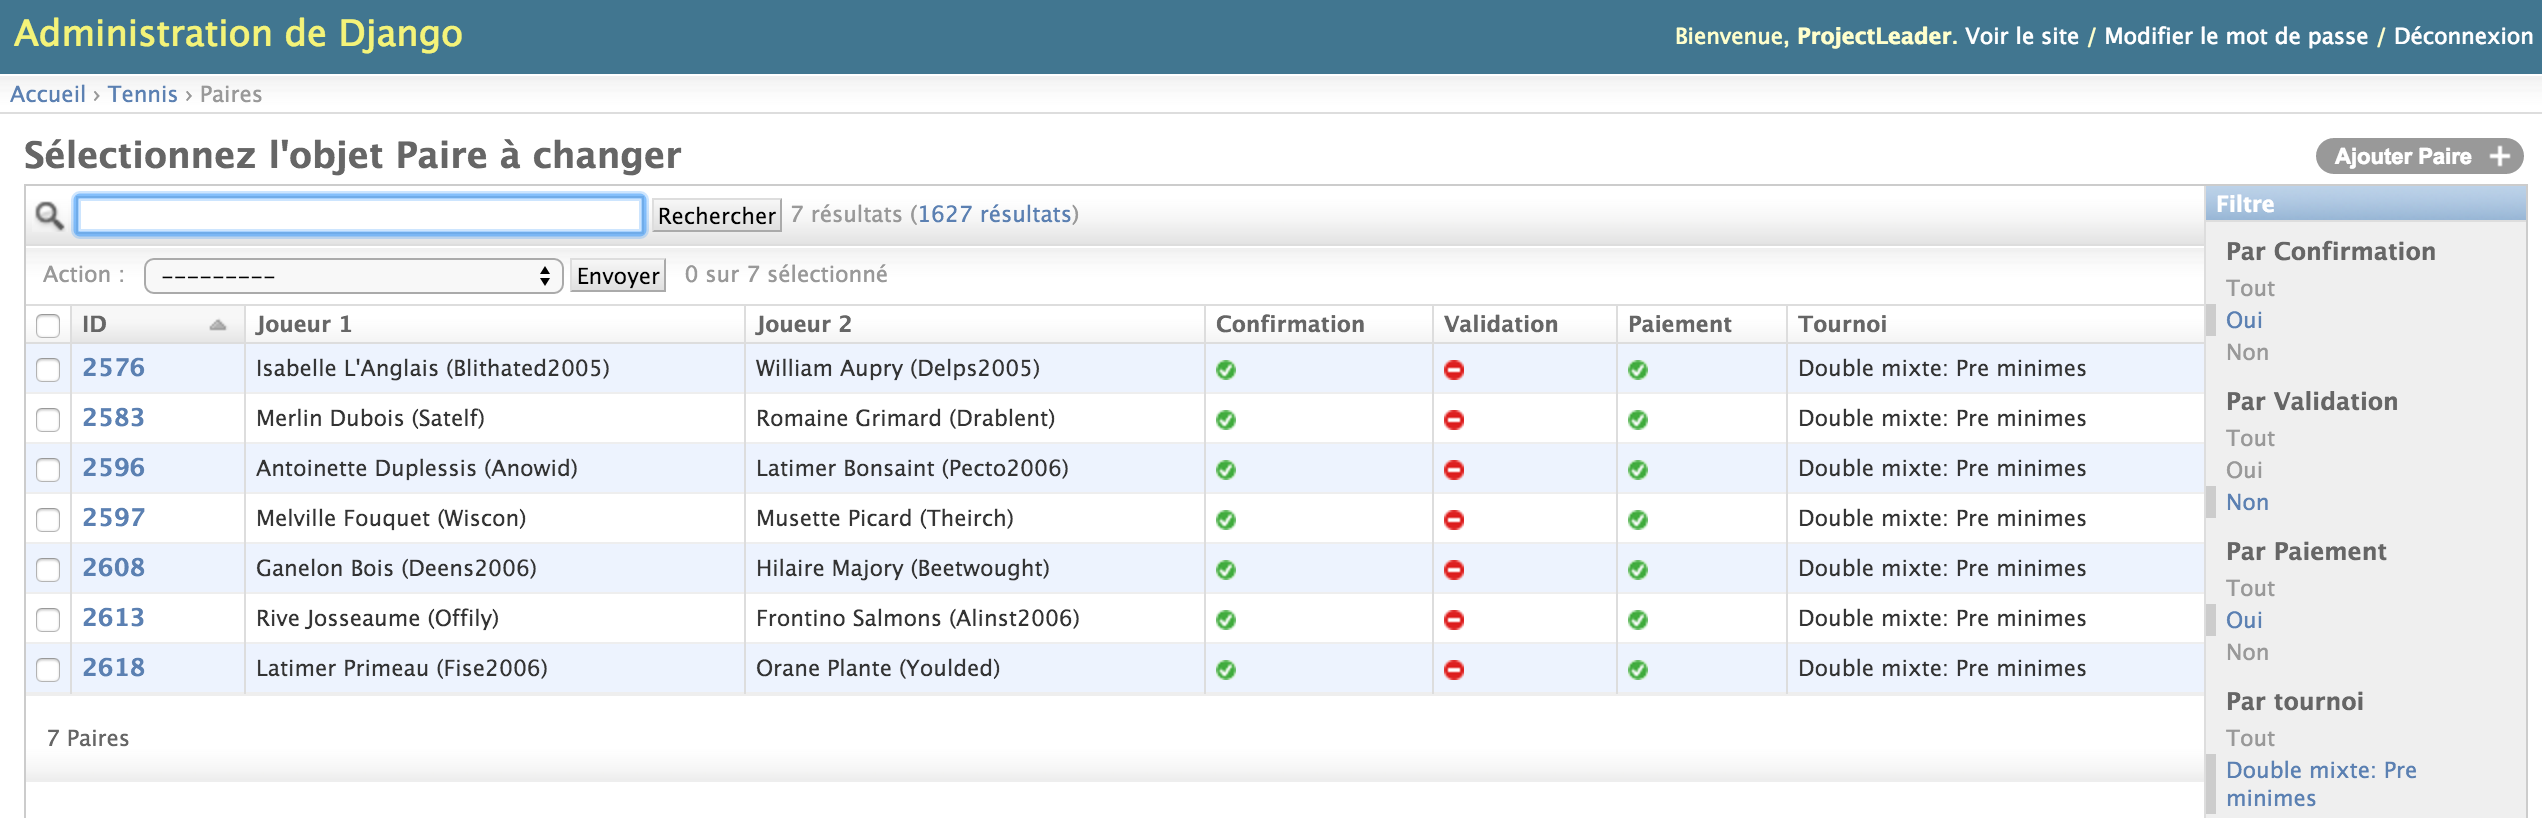 Administration de Django
Bienvenue, ProjectLeader. Voir le site / Modifier le mot de passe / Déconnexion
Accueil › Tennis › Paires
Sélectionnez l'objet Paire à changer
Ajouter Paire +
Rechercher 7 résultats (1627 résultats)
Action : --------- Envoyer 0 sur 7 sélectionné
ID Joueur 1 Joueur 2 Confirmation Validation Paiement Tournoi
2576 Isabelle L'Anglais (Blithated2005) William Aupry (Delps2005) Double mixte: Pre minimes
2583 Merlin Dubois (Satelf) Romaine Grimard (Drablent) Double mixte: Pre minimes
2596 Antoinette Duplessis (Anowid) Latimer Bonsaint (Pecto2006) Double mixte: Pre minimes
2597 Melville Fouquet (Wiscon) Musette Picard (Theirch) Double mixte: Pre minimes
2608 Ganelon Bois (Deens2006) Hilaire Majory (Beetwought) Double mixte: Pre minimes
2613 Rive Josseaume (Offily) Frontino Salmons (Alinst2006) Double mixte: Pre minimes
2618 Latimer Primeau (Fise2006) Orane Plante (Youlded) Double mixte: Pre minimes
7 Paires
Filtre
Par Confirmation
Tout
Oui
Non
Par Validation
Tout
Oui
Non
Par Paiement
Tout
Oui
Non
Par tournoi
Tout
Double mixte: Pre
minimes